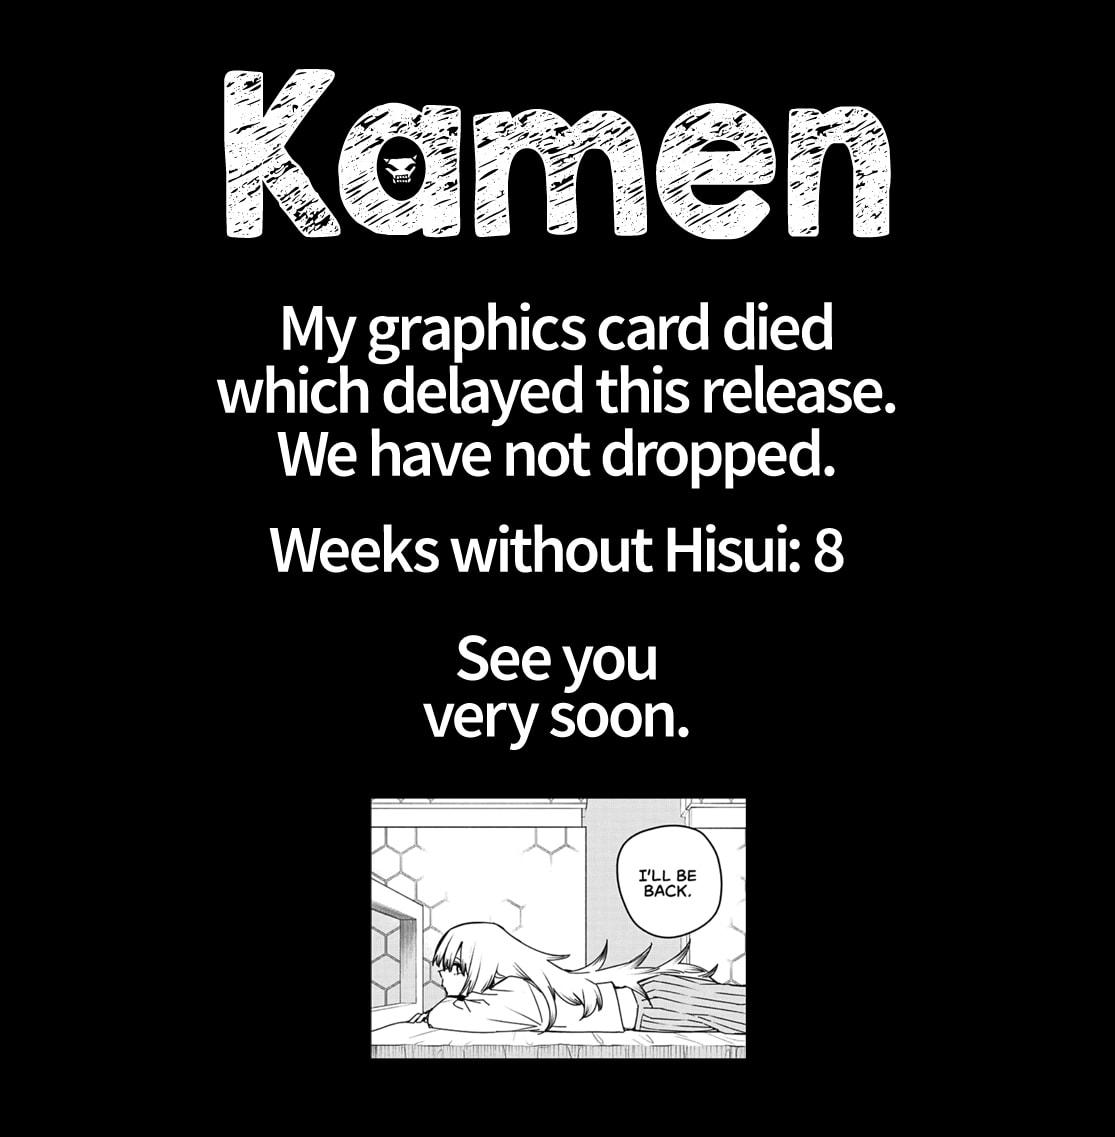 Kamen
My graphics card died
which delayed this release.
We have not dropped.
Weeks without Hisui: 8
See you
very soon.
I'LL BE
BACK.